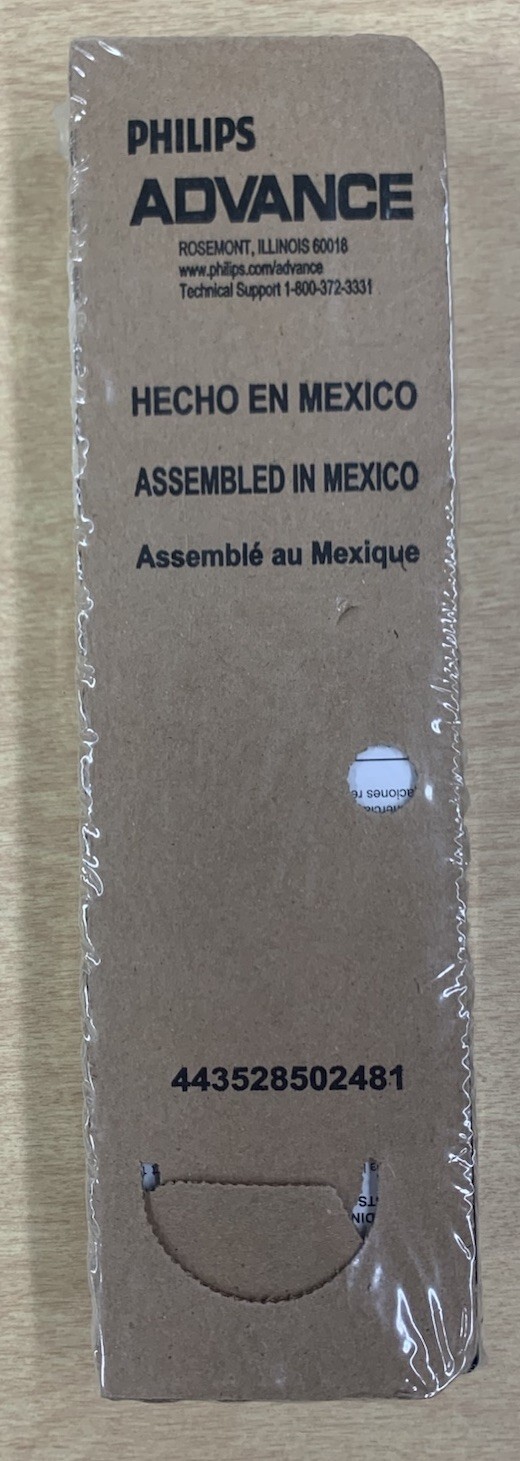 PHILIPS
ADVANCE
ROSEMONT, ILLINOIS 60018
www.philips.com/advance
Technical Support 1-800-372-3331
HECHO EN MEXICO
ASSEMBLED IN MEXICO
Assemblé au Mexique
443528502481